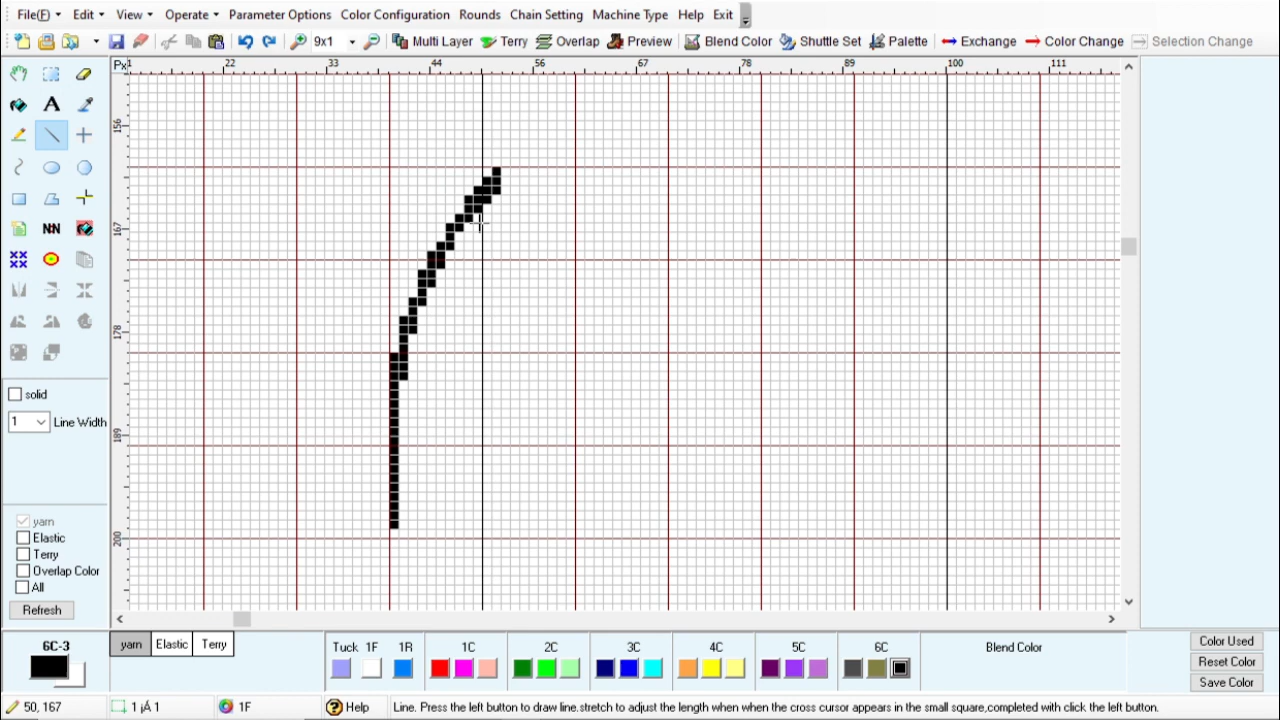 File(F) Edit View Operate Parameter Options Color Configuration Rounds Chain Setting Machine Type Help Exit
9x1 Multi Layer Terry Overlap Preview Blend Color Shuttle Set Palette Exchange Color Change Selection Change
Px 1 22 33 44 56 67 78 89 100 111
156
167
178
189
200
A
N:N
solid
1 Line Width
yarn
Elastic
Terry
Overlap Color
All
Refresh
6C-3 yarn Elastic Terry Tuck 1F 1R 1C 2C 3C 4C 5C 6C Blend Color
Color Used
Reset Color
Save Color
50, 167 1 ¡Á 1 1F Help Line. Press the left button to draw line.stretch to adjust the length when when the cross cursor appears in the small square,completed with click the left button.